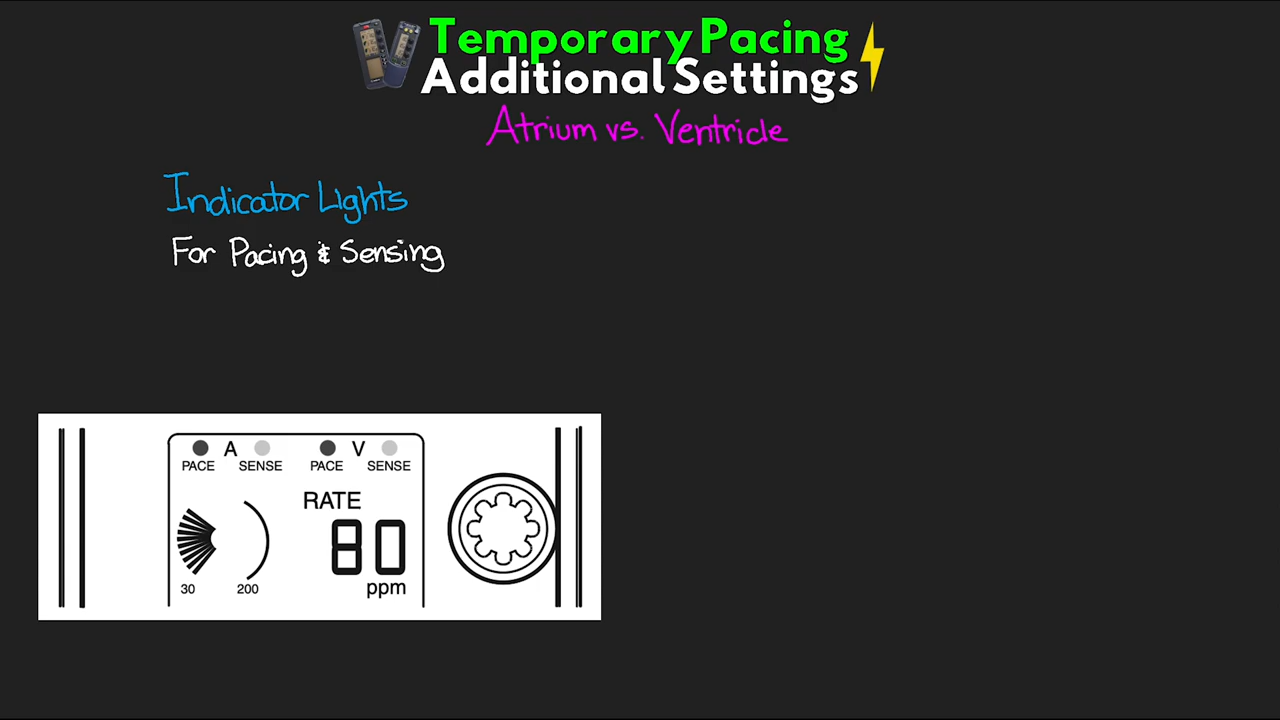 Temporary Pacing
Additional Settings
Atrium vs. Ventricle
Indicator Lights
For Pacing & Sensing
A V
PACE SENSE PACE SENSE
RATE
80
30 200 ppm